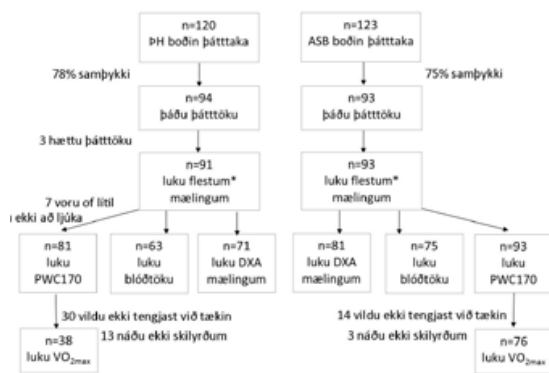 n=120
ÞH boðin þátttaka
n=123
ASB boðin þátttaka
78% samþykki
75% samþykki
n=94
þáðu þátttöku
n=93
þáðu þátttöku
3 hættu þátttöku
n=91
luku flestum*
mælingum
n=93
luku flestum*
mælingum
7 voru of lítil
ekki að ljúka
n=81
luku
PWC170
n=63
luku
blóðtöku
n=71
luku DXA
mælingum
n=81
luku DXA
mælingum
n=75
luku
blóðtöku
n=93
luku
PWC170
30 vildu ekki tengjast við tækin
13 náðu ekki skilyrðum
14 vildu ekki tengjast við tækin
3 náðu ekki skilyrðum
n=38
luku VO2max
n=76
luku VO2max